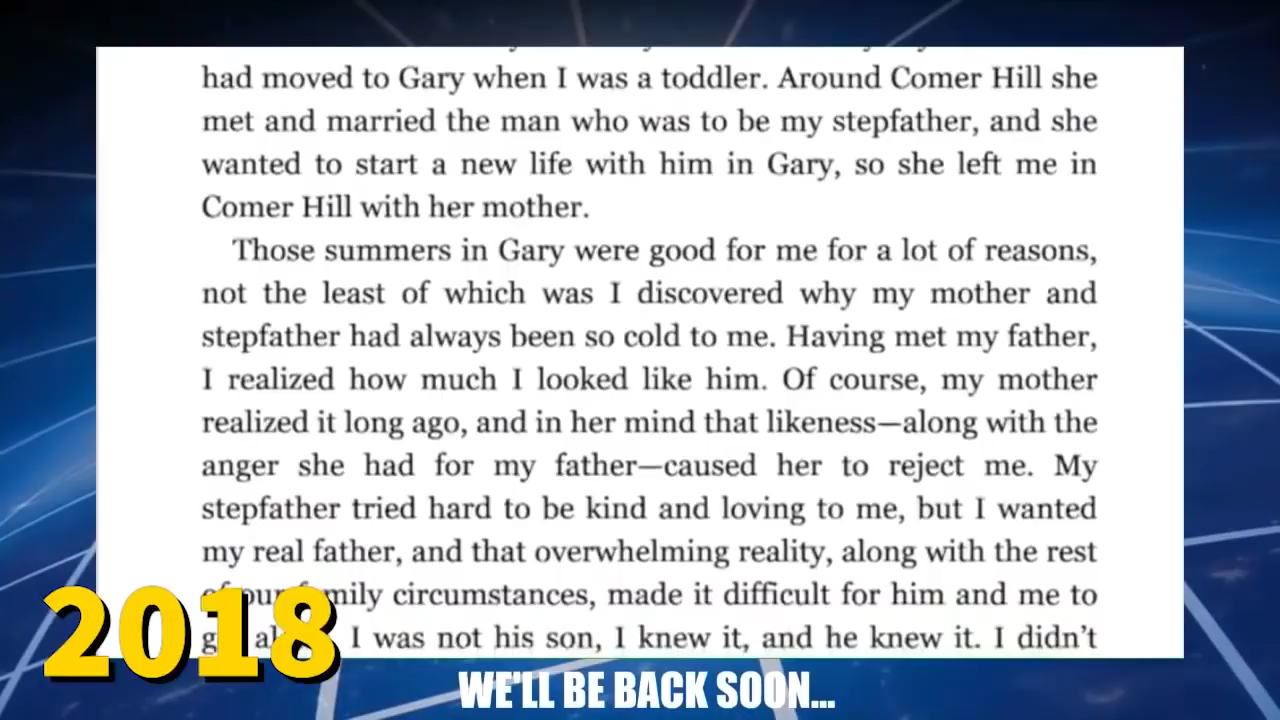 had moved to Gary when I was a toddler. Around Comer Hill she
met and married the man who was to be my stepfather, and she
wanted to start a new life with him in Gary, so she left me in
Comer Hill with her mother.
Those summers in Gary were good for me for a lot of reasons,
not the least of which was I discovered why my mother and
stepfather had always been so cold to me. Having met my father,
I realized how much I looked like him. Of course, my mother
realized it long ago, and in her mind that likeness—along with the
anger she had for my father—caused her to reject me. My
stepfather tried hard to be kind and loving to me, but I wanted
my real father, and that overwhelming reality, along with the rest
circumstances, made it difficult for him and me to
I was not his son, I knew it, and he knew it. I didn't
2018
WE'LL BE BACK SOON...